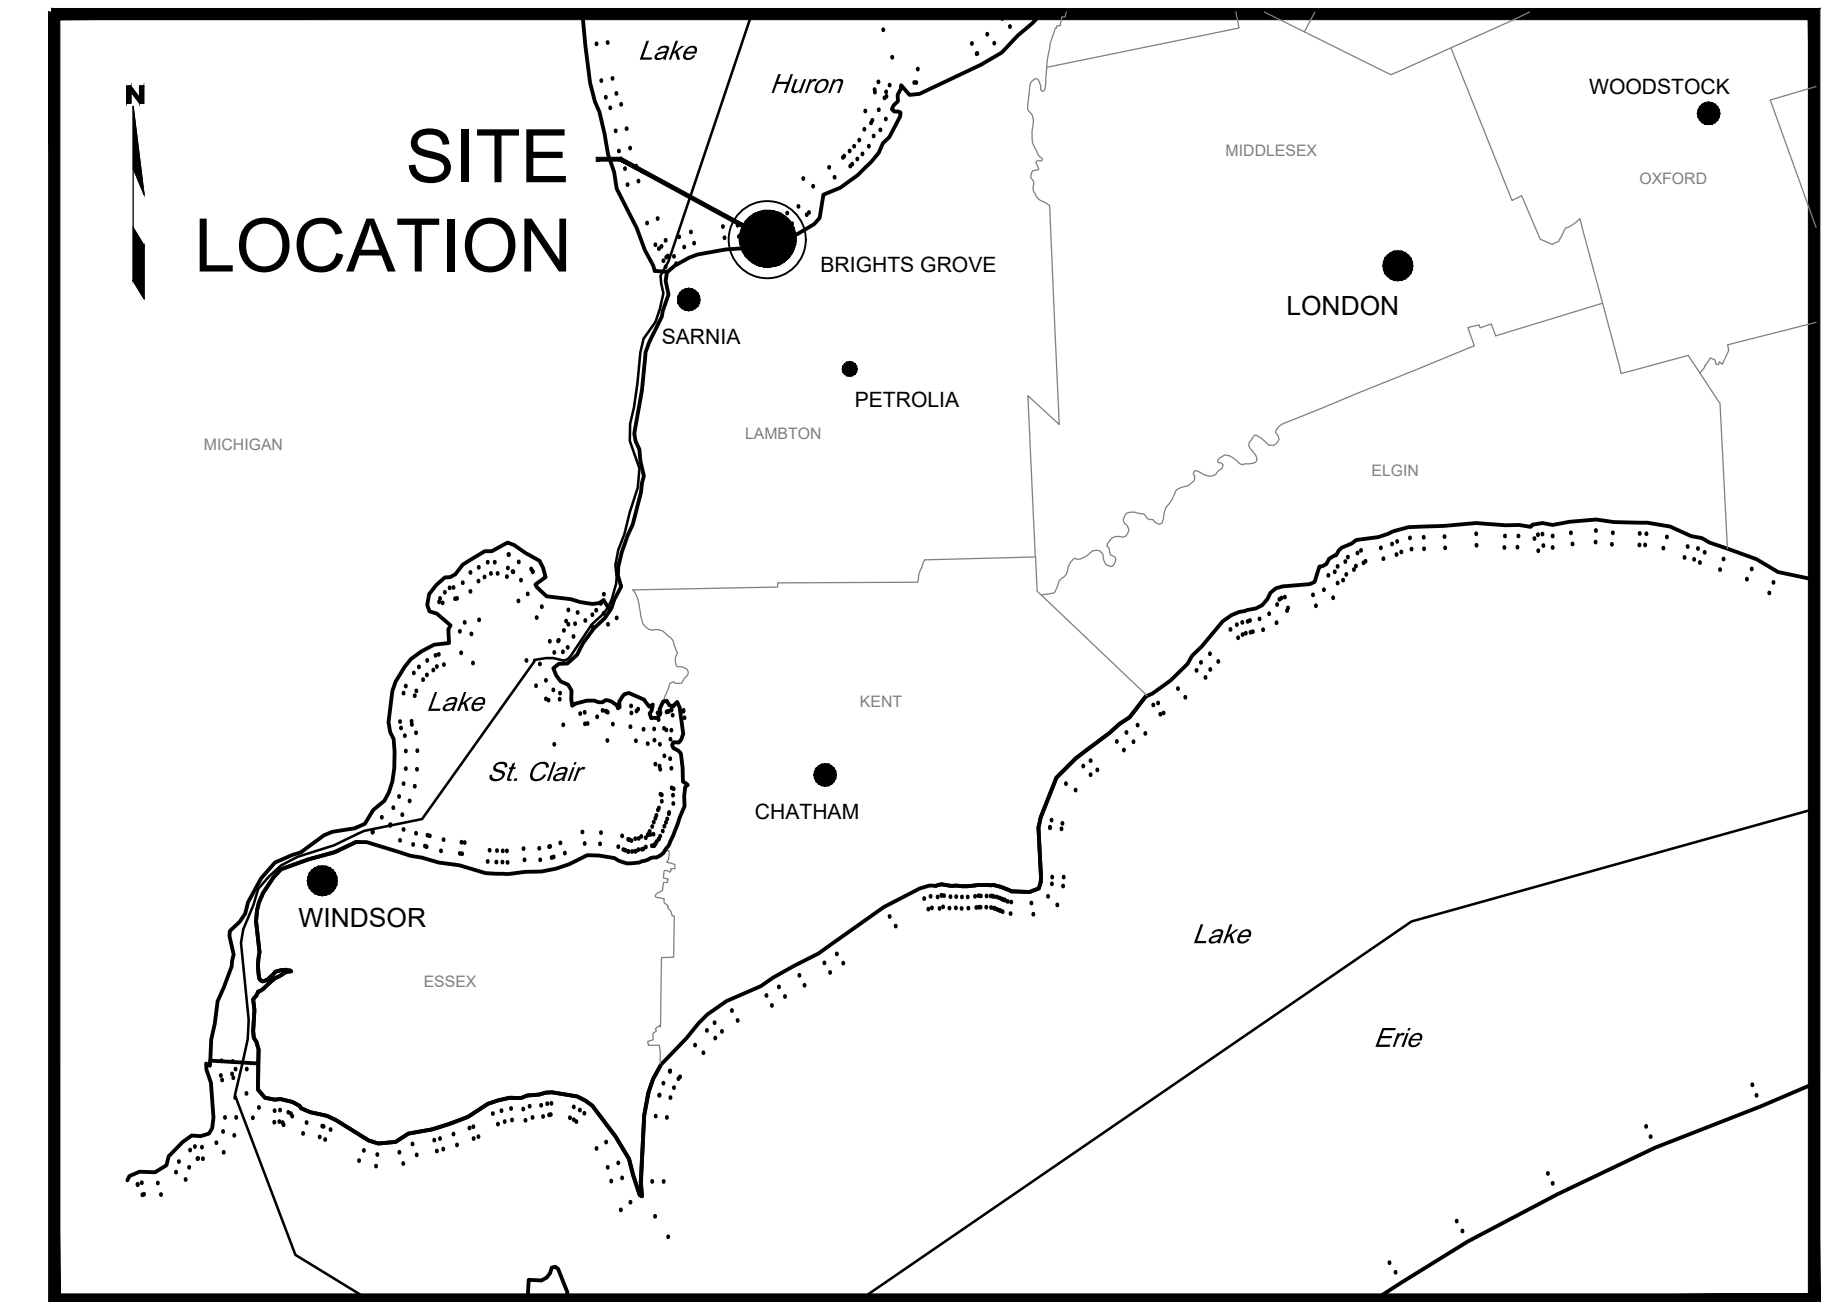 Lake
Huron
N
WOODSTOCK
SITE
LOCATION
MIDDLESEX
OXFORD
BRIGHTS GROVE
LONDON
SARNIA
PETROLIA
LAMBTON
MICHIGAN
ELGIN
Lake
St. Clair
KENT
CHATHAM
WINDSOR
Lake
ESSEX
Erie